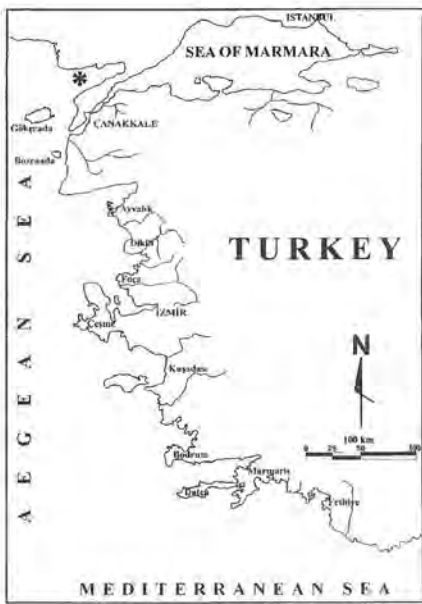 ISTANBUL
SEA OF MARMARA
*
Gökçeada
ÇANAKKALE
Bozcaada
Ayvalık
Dikili
TURKEY
Foça
İZMİR
Çeşme
N
Kuşadası
100 km
0 25 50 100
Bodrum
Marmaris
Datça
Fethiye
AEGEAN SEA
MEDITERRANEAN SEA